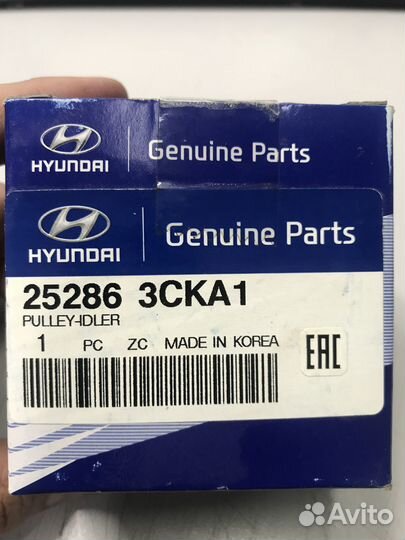 HYUNDAI
Genuine Parts
HYUNDAI
Genuine Parts
25286 3CKA1
PULLEY-IDLER
1 PC ZC MADE IN KOREA
EAC
Avito